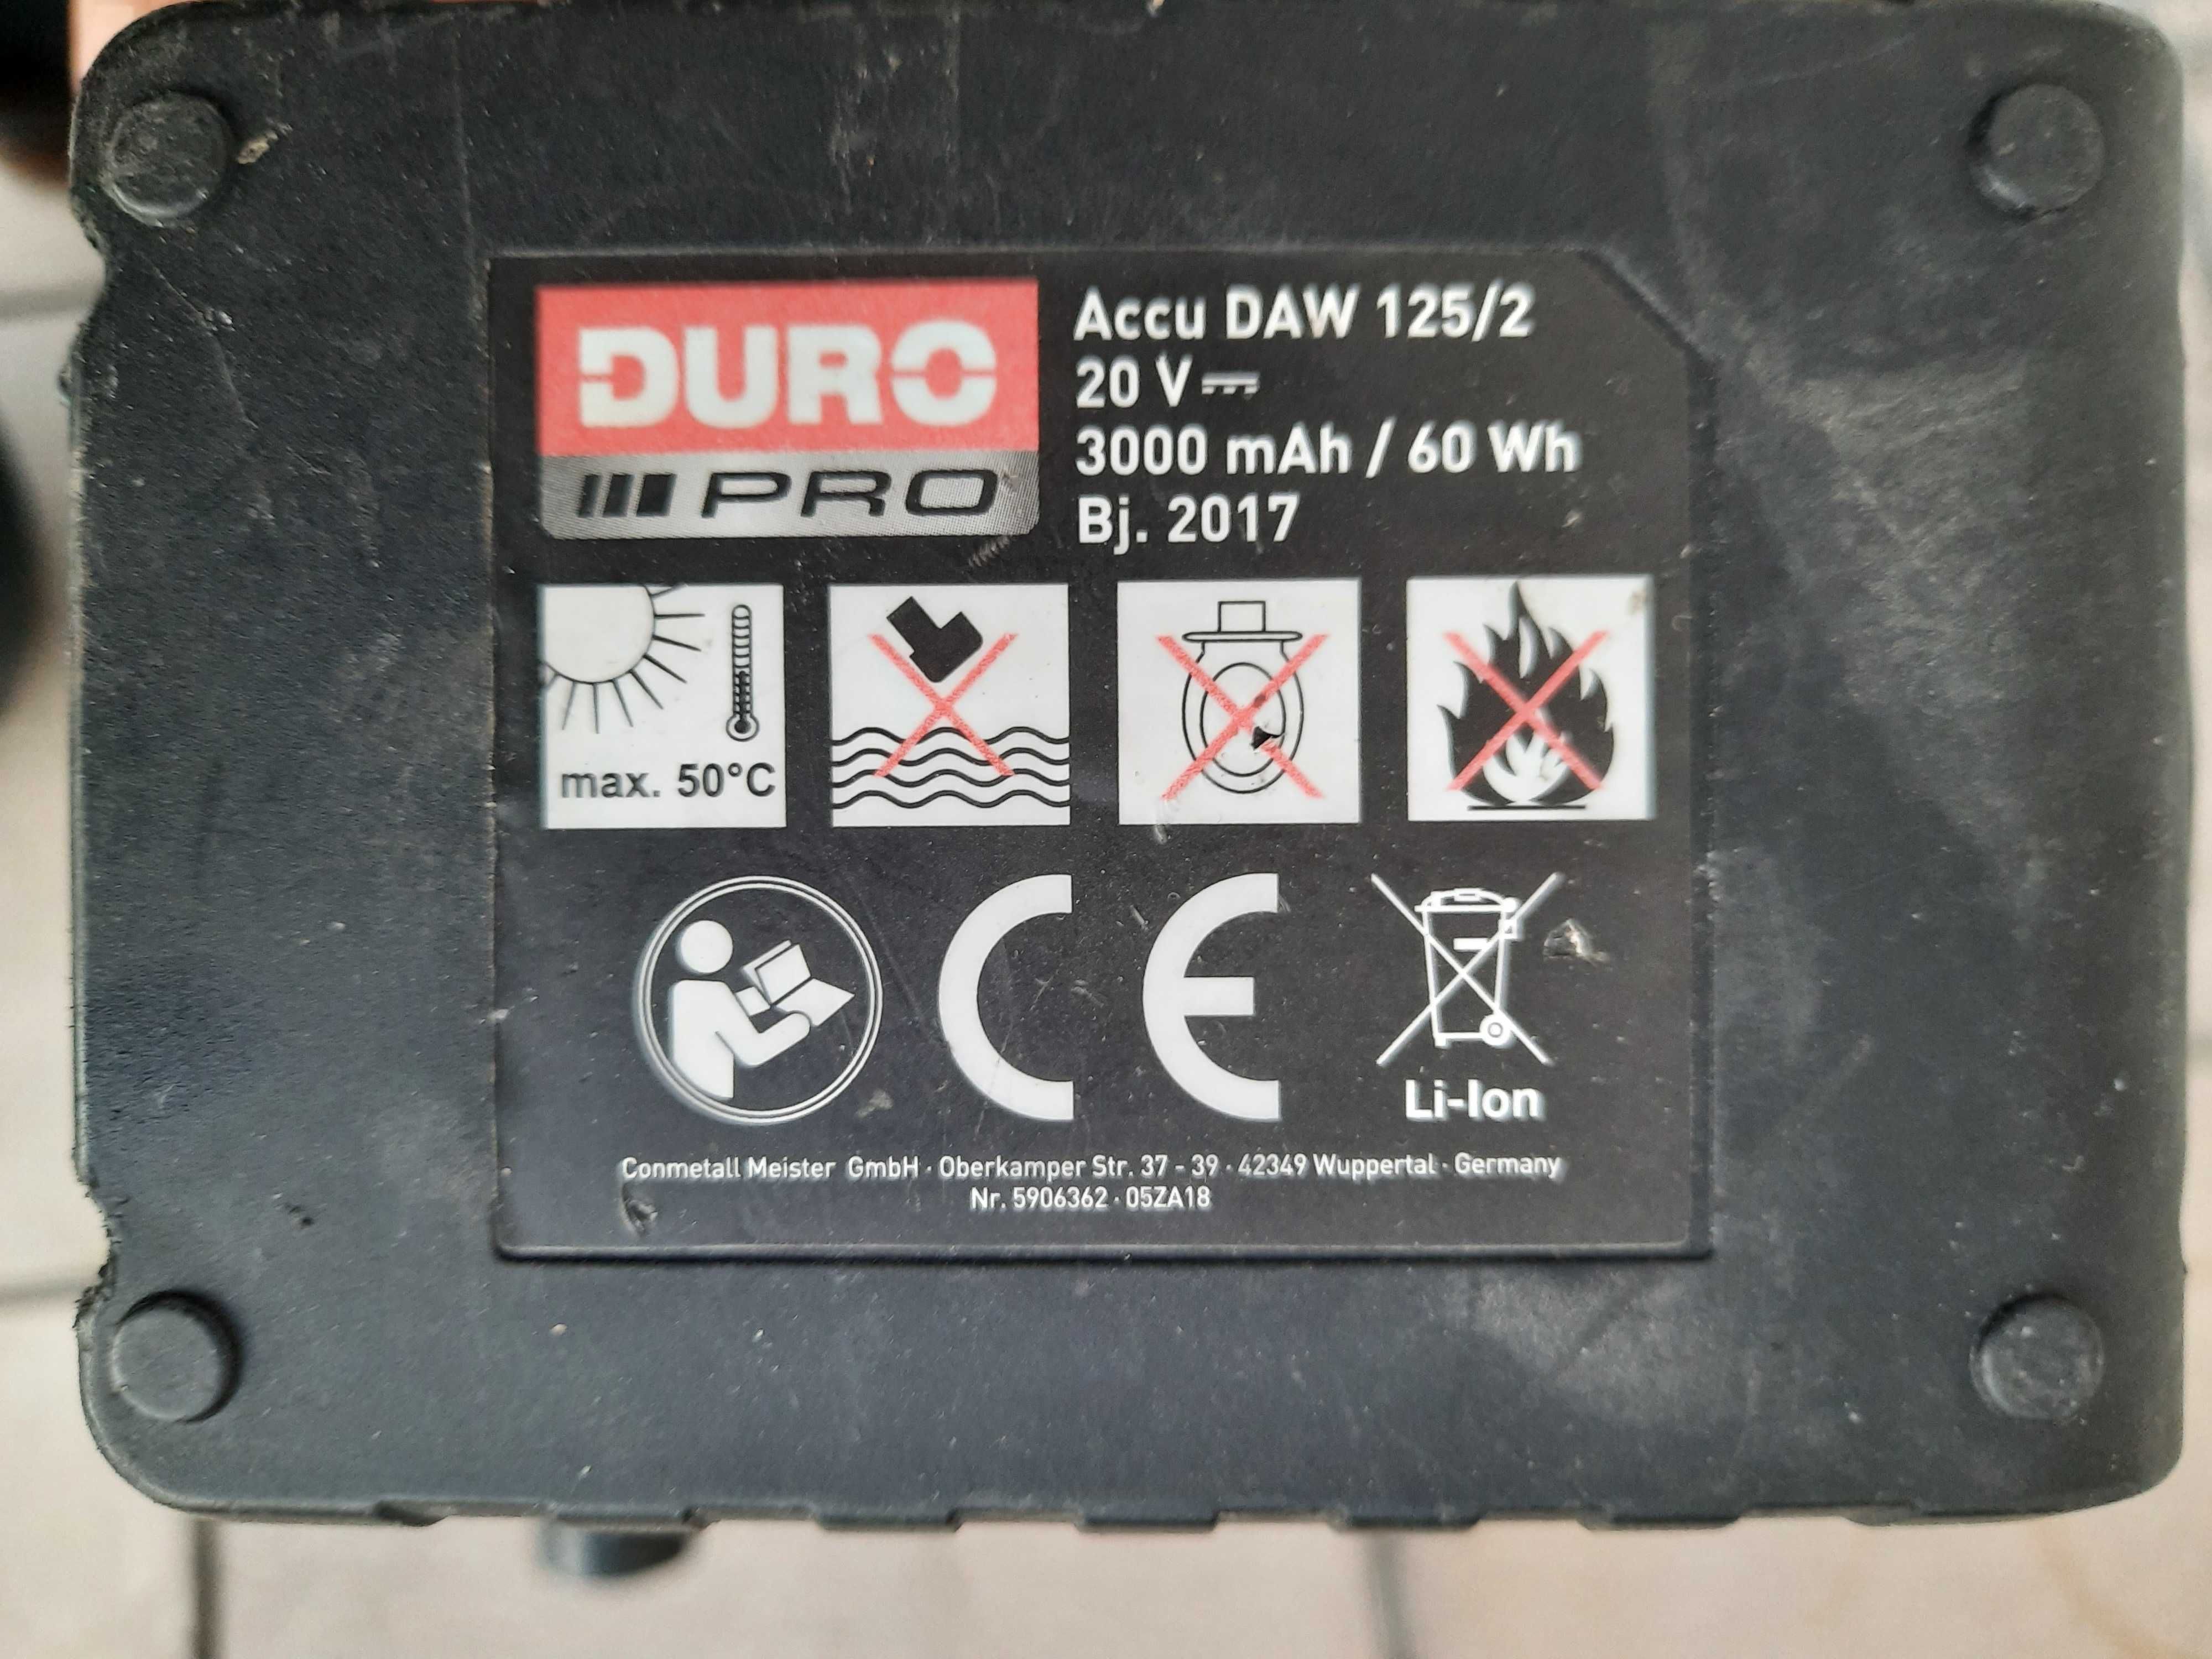 DURO
PRO
Accu DAW 125/2
20 V
3000 mAh / 60 Wh
Bj. 2017
max. 50°C
CE
Li-Ion
Conmetall Meister GmbH · Oberkamper Str. 37 - 39 · 42349 Wuppertal · Germany
Nr. 5906362 · 05ZA18